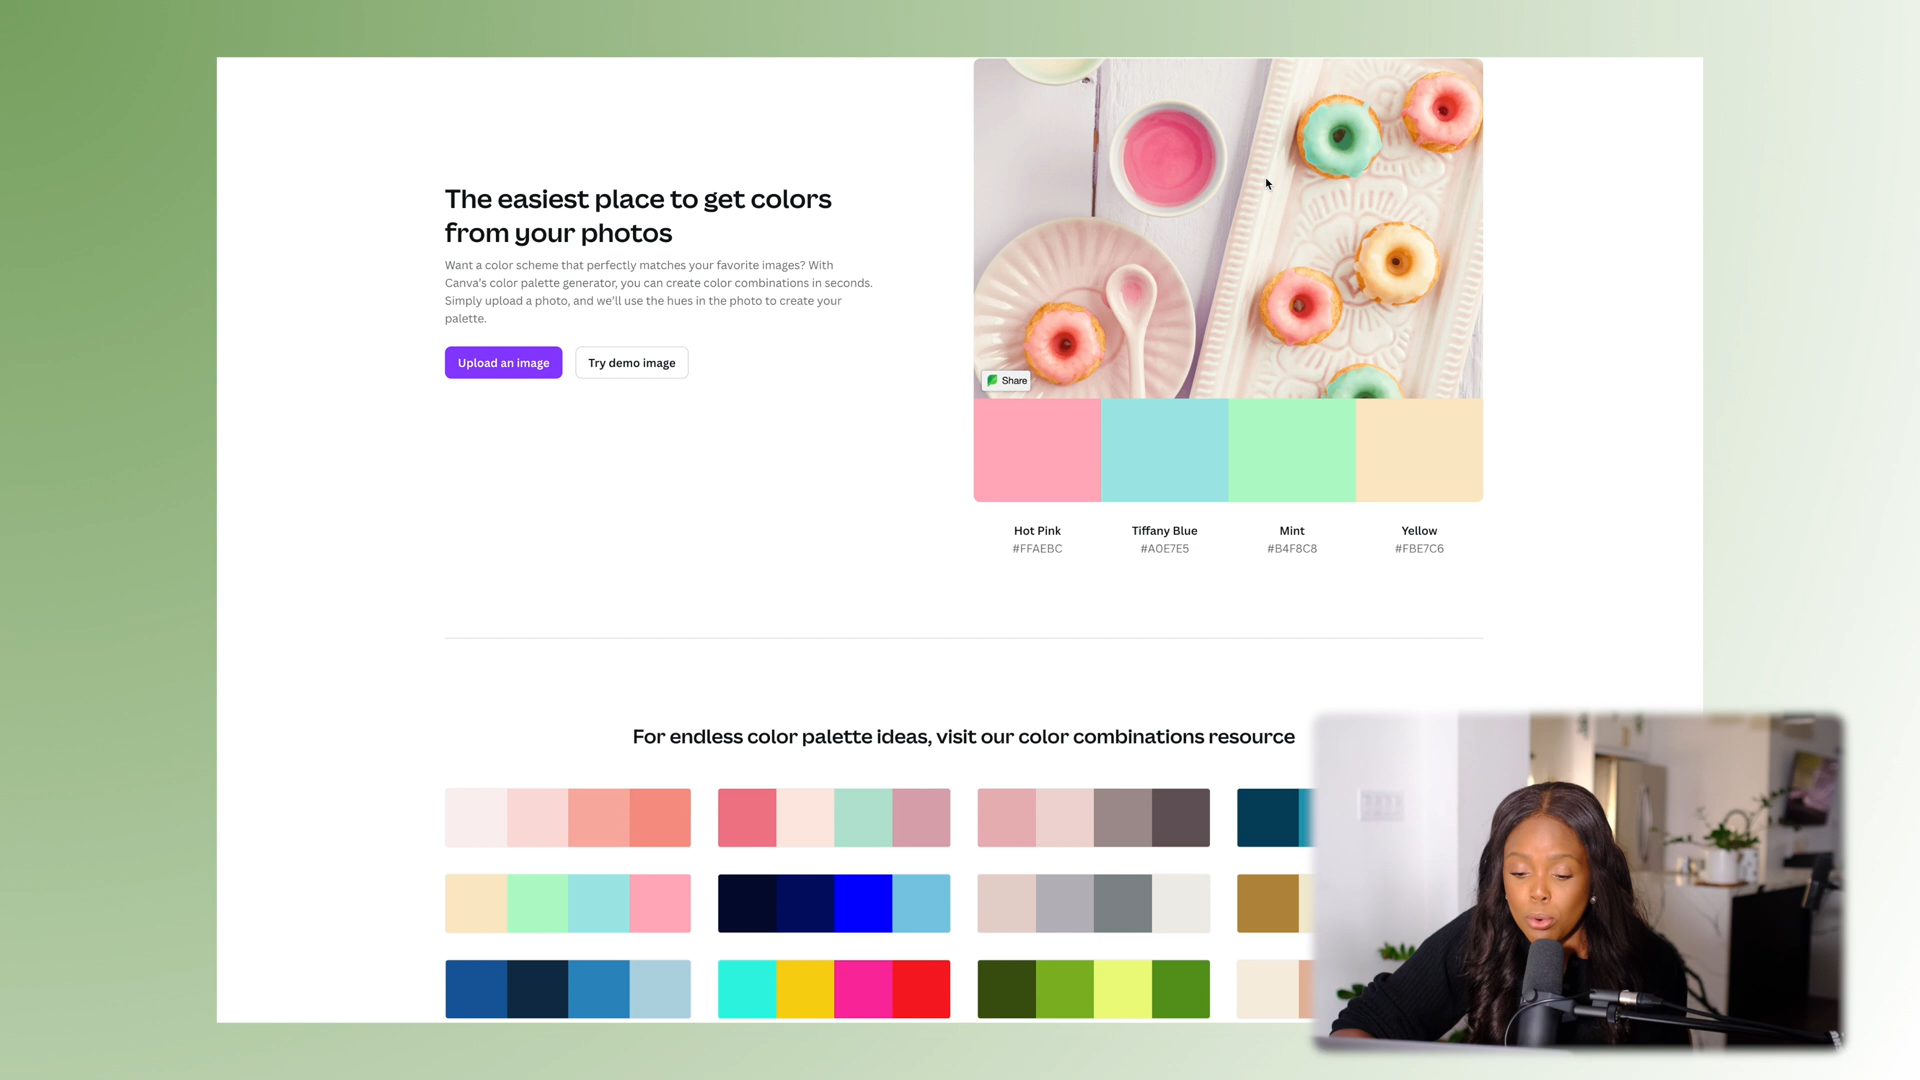 The easiest place to get colors
from your photos
Want a color scheme that perfectly matches your favorite images? With
Canva's color palette generator, you can create color combinations in seconds.
Simply upload a photo, and we'll use the hues in the photo to create your
palette.
Upload an image
Try demo image
Share
Hot Pink
#FFAEBC
Tiffany Blue
#A0E7E5
Mint
#B4F8C8
Yellow
#FBE7C6
For endless color palette ideas, visit our color combinations resource